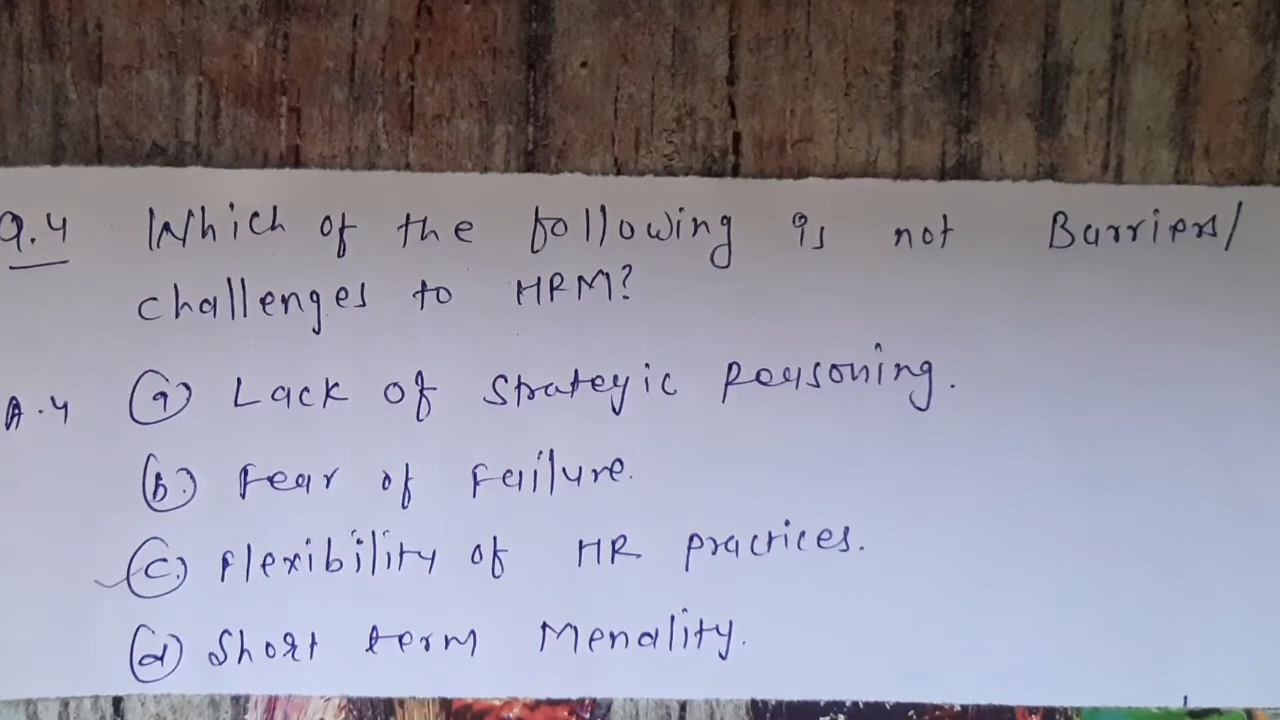 Q.4 Which of the following is not Barriers/
challenges to HRM?
A.4 (a) Lack of Strategic Reasoning.
(b.) Fear of Failure.
(c.) Flexibility of HR practices.
(d) Short term Menality.